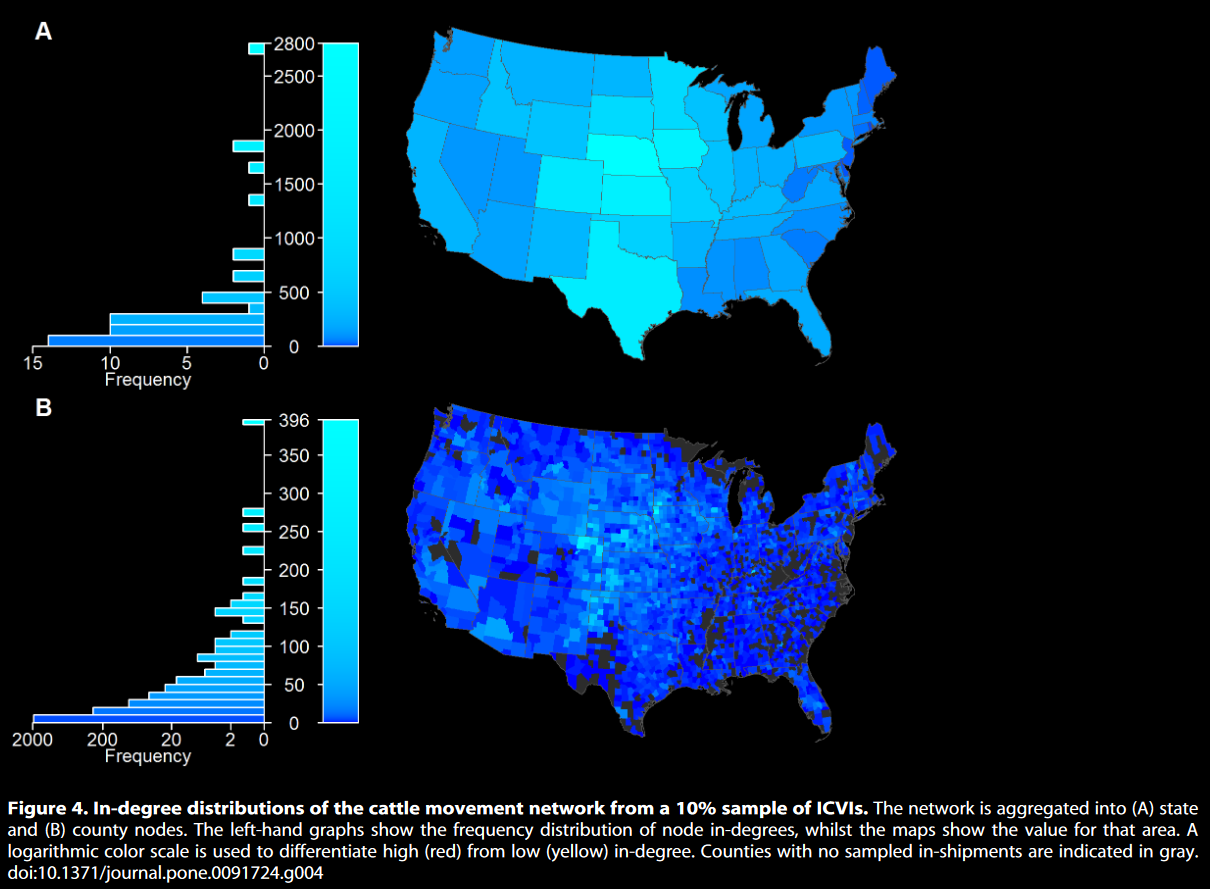 A
2800
2500
2000
1500
1000
500
0
15 10 5 0
Frequency
B
396
350
300
250
200
150
100
50
0
2000 200 20 2 0
Frequency
Figure 4. In-degree distributions of the cattle movement network from a 10% sample of ICVIs. The network is aggregated into (A) state
and (B) county nodes. The left-hand graphs show the frequency distribution of node in-degrees, whilst the maps show the value for that area. A
logarithmic color scale is used to differentiate high (red) from low (yellow) in-degree. Counties with no sampled in-shipments are indicated in gray.
doi:10.1371/journal.pone.0091724.g004